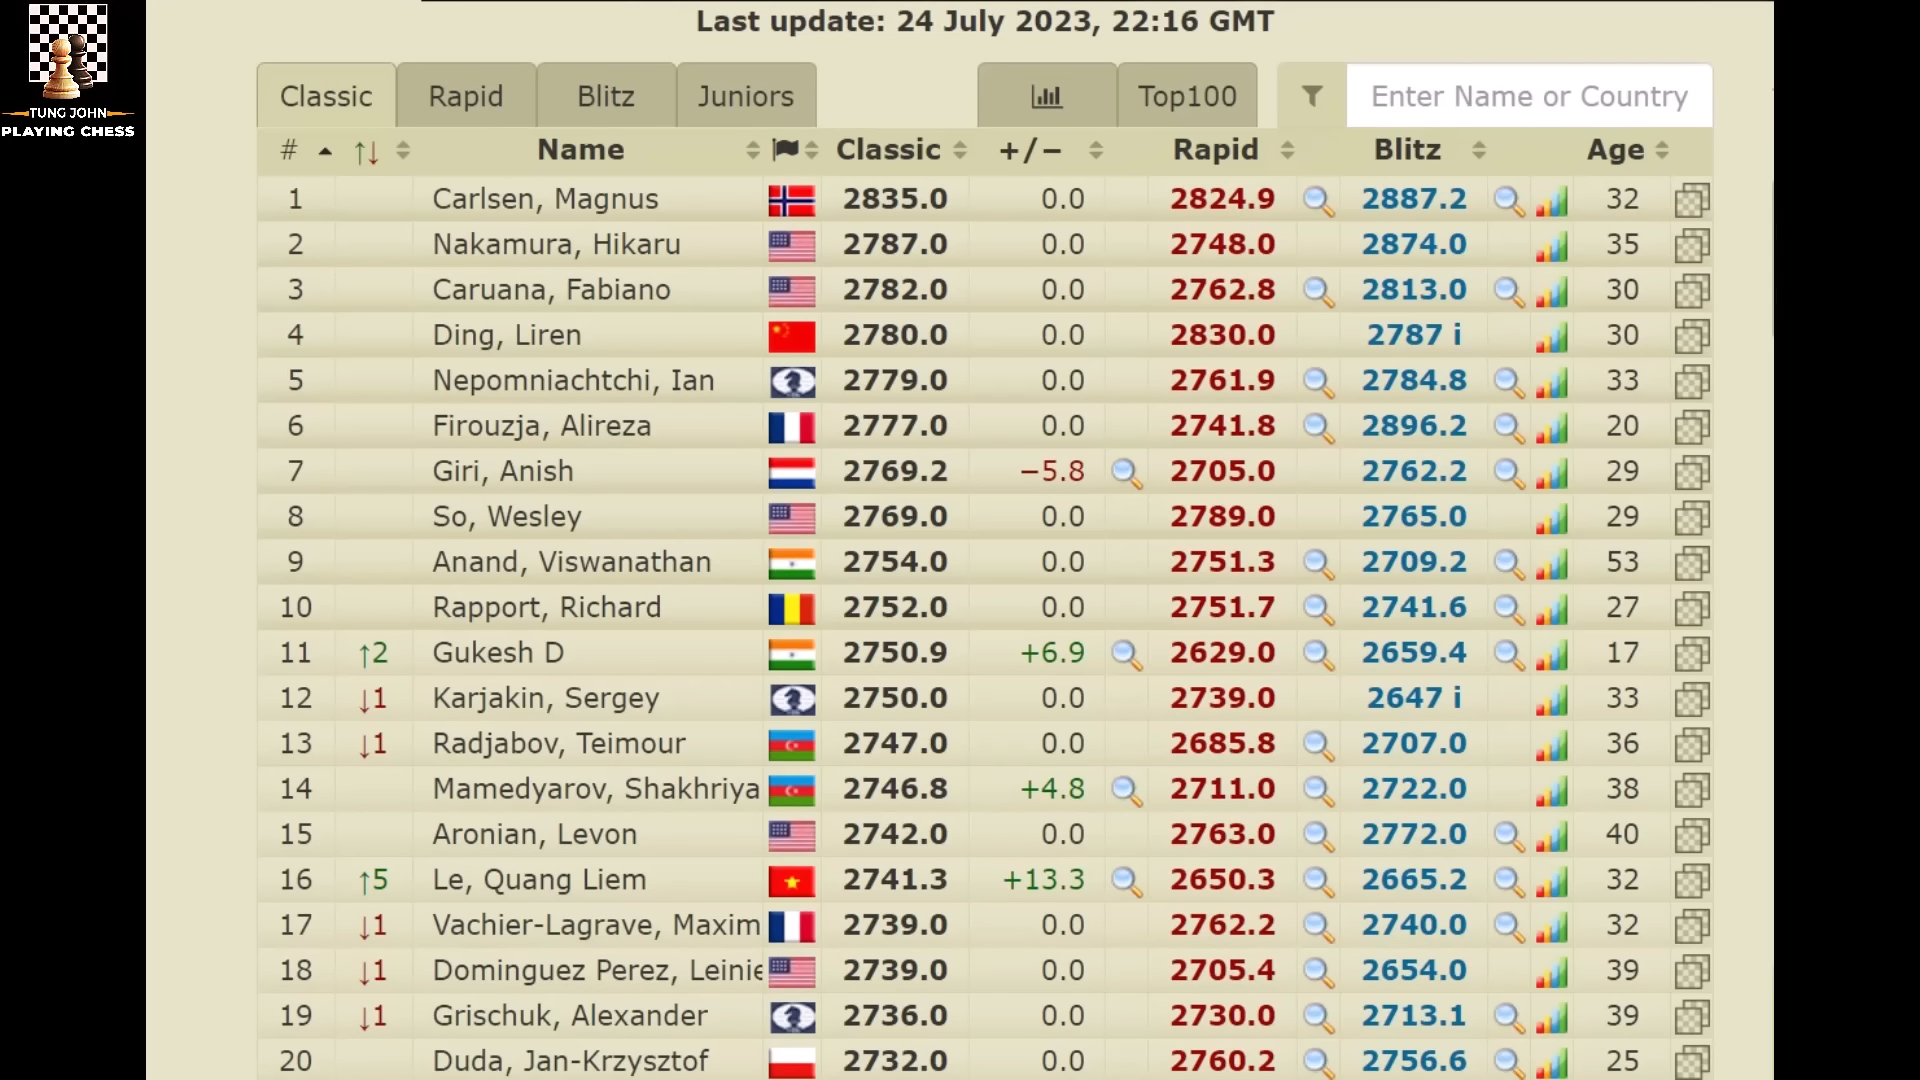 Last update: 24 July 2023, 22:16 GMT
TUNG JOHN
PLAYING CHESS
Classic Rapid Blitz Juniors Top100 Enter Name or Country
# ↑↓ Name Classic +/− Rapid Blitz Age
1 Carlsen, Magnus 2835.0 0.0 2824.9 2887.2 32
2 Nakamura, Hikaru 2787.0 0.0 2748.0 2874.0 35
3 Caruana, Fabiano 2782.0 0.0 2762.8 2813.0 30
4 Ding, Liren 2780.0 0.0 2830.0 2787 i 30
5 Nepomniachtchi, Ian 2779.0 0.0 2761.9 2784.8 33
6 Firouzja, Alireza 2777.0 0.0 2741.8 2896.2 20
7 Giri, Anish 2769.2 −5.8 2705.0 2762.2 29
8 So, Wesley 2769.0 0.0 2789.0 2765.0 29
9 Anand, Viswanathan 2754.0 0.0 2751.3 2709.2 53
10 Rapport, Richard 2752.0 0.0 2751.7 2741.6 27
11 ↑2 Gukesh D 2750.9 +6.9 2629.0 2659.4 17
12 ↓1 Karjakin, Sergey 2750.0 0.0 2739.0 2647 i 33
13 ↓1 Radjabov, Teimour 2747.0 0.0 2685.8 2707.0 36
14 Mamedyarov, Shakhriya 2746.8 +4.8 2711.0 2722.0 38
15 Aronian, Levon 2742.0 0.0 2763.0 2772.0 40
16 ↑5 Le, Quang Liem 2741.3 +13.3 2650.3 2665.2 32
17 ↓1 Vachier-Lagrave, Maxim 2739.0 0.0 2762.2 2740.0 32
18 ↓1 Dominguez Perez, Leinie 2739.0 0.0 2705.4 2654.0 39
19 ↓1 Grischuk, Alexander 2736.0 0.0 2730.0 2713.1 39
20 Duda, Jan-Krzysztof 2732.0 0.0 2760.2 2756.6 25